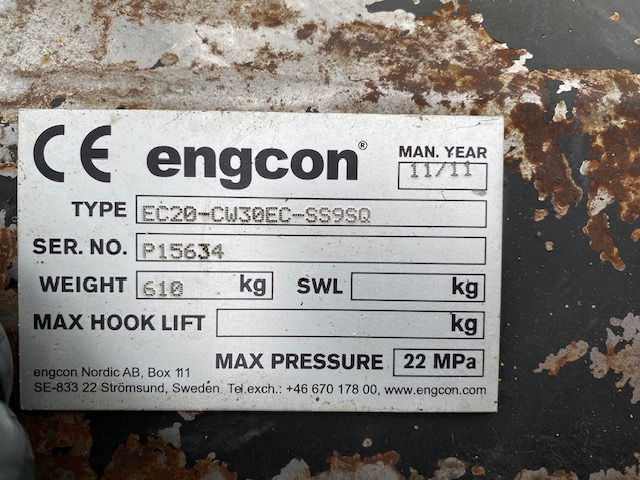 CE engcon® MAN. YEAR
11/11
TYPE EC20-CW30EC-SS9SQ
SER. NO. P15634
WEIGHT 610 kg SWL kg
MAX HOOK LIFT kg
MAX PRESSURE 22 MPa
engcon Nordic AB, Box 111
SE-833 22 Strömsund, Sweden. Tel.exch.: +46 670 178 00, www.engcon.com